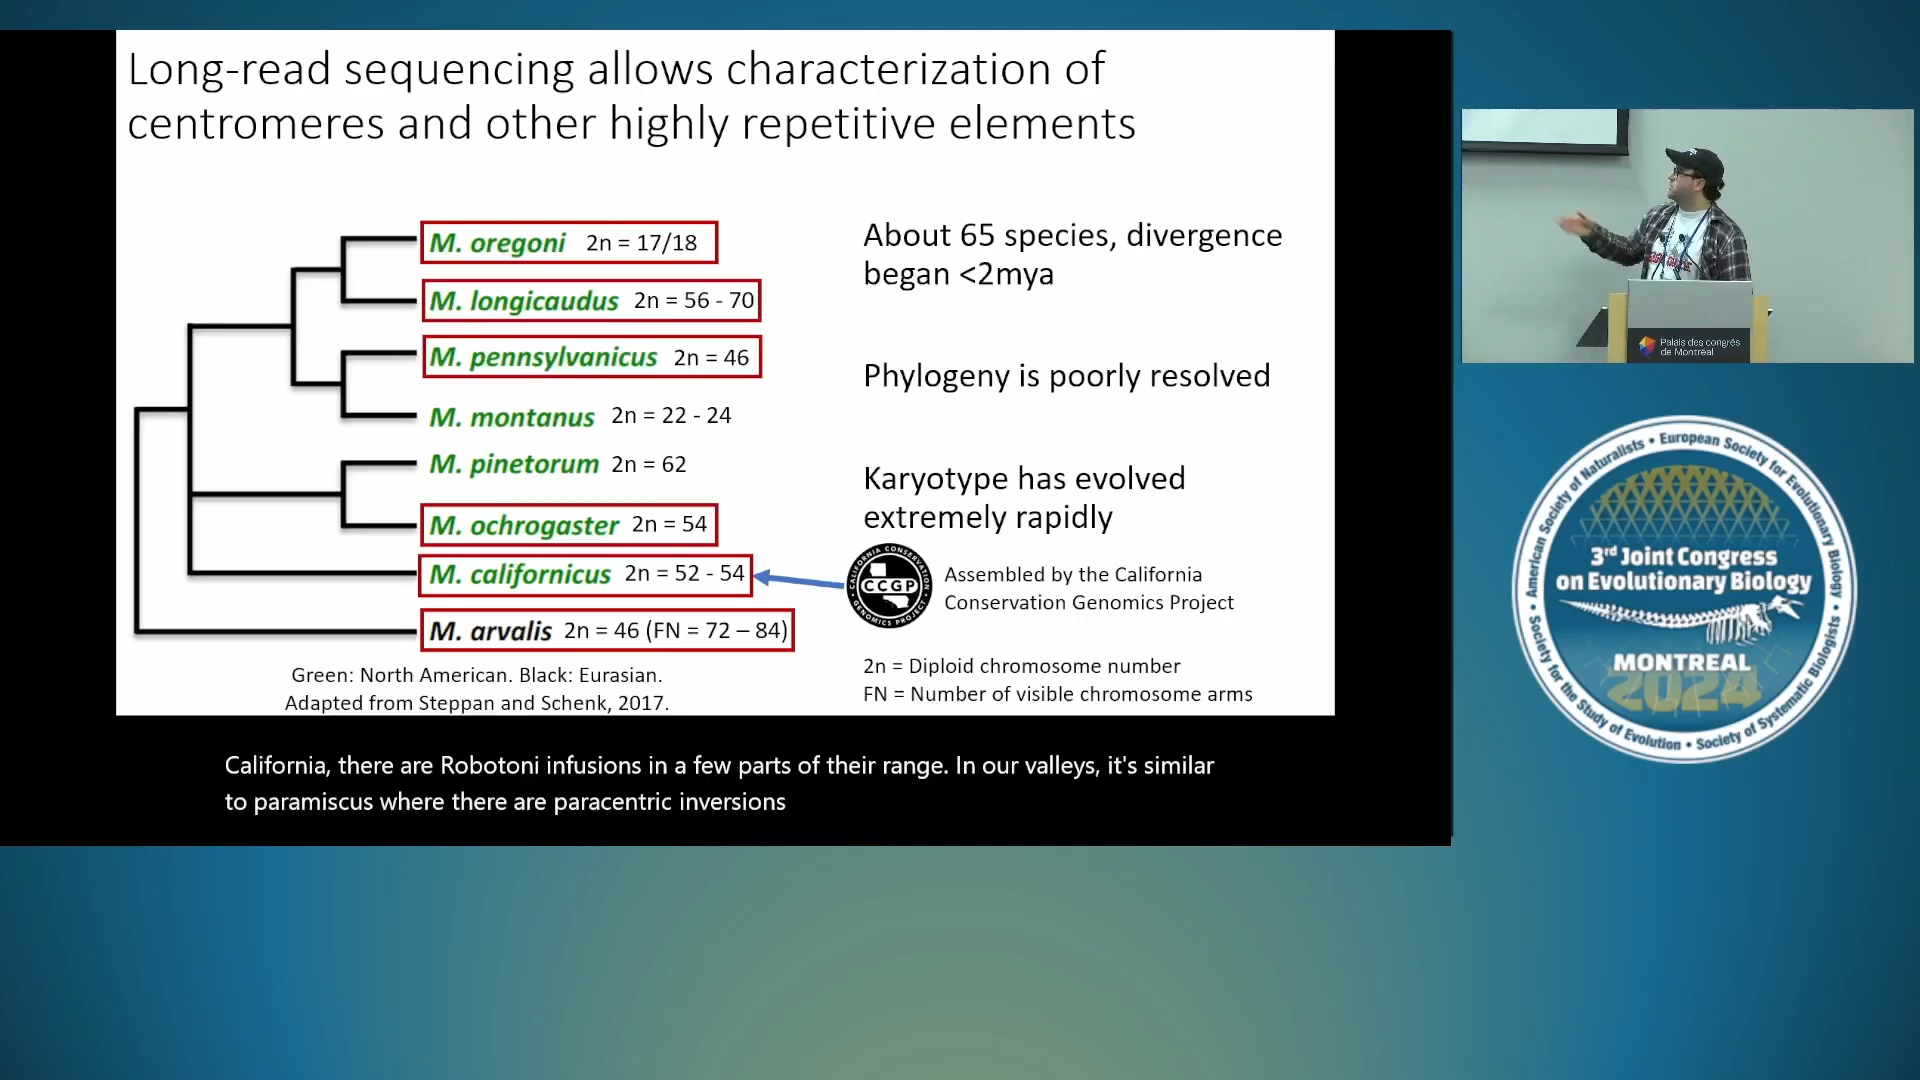 Long-read sequencing allows characterization of
centromeres and other highly repetitive elements
M. oregoni 2n = 17/18
M. longicaudus 2n = 56 - 70
M. pennsylvanicus 2n = 46
M. montanus 2n = 22 - 24
M. pinetorum 2n = 62
M. ochrogaster 2n = 54
M. californicus 2n = 52 - 54
M. arvalis 2n = 46 (FN = 72 – 84)
Green: North American. Black: Eurasian.
Adapted from Steppan and Schenk, 2017.
About 65 species, divergence
began <2mya
Phylogeny is poorly resolved
Karyotype has evolved
extremely rapidly
CALIFORNIA CONSERVATION
CCGP
GENOMICS PROJECT
Assembled by the California
Conservation Genomics Project
2n = Diploid chromosome number
FN = Number of visible chromosome arms
California, there are Robotoni infusions in a few parts of their range. In our valleys, it's similar
to paramiscus where there are paracentric inversions
Palais des congrès
de Montréal
American Society of Naturalists • European Society for Evolutionary Biology •
3rd Joint Congress
on Evolutionary Biology
MONTREAL
2024
Society for the Study of Evolution • Society of Systematic Biologists